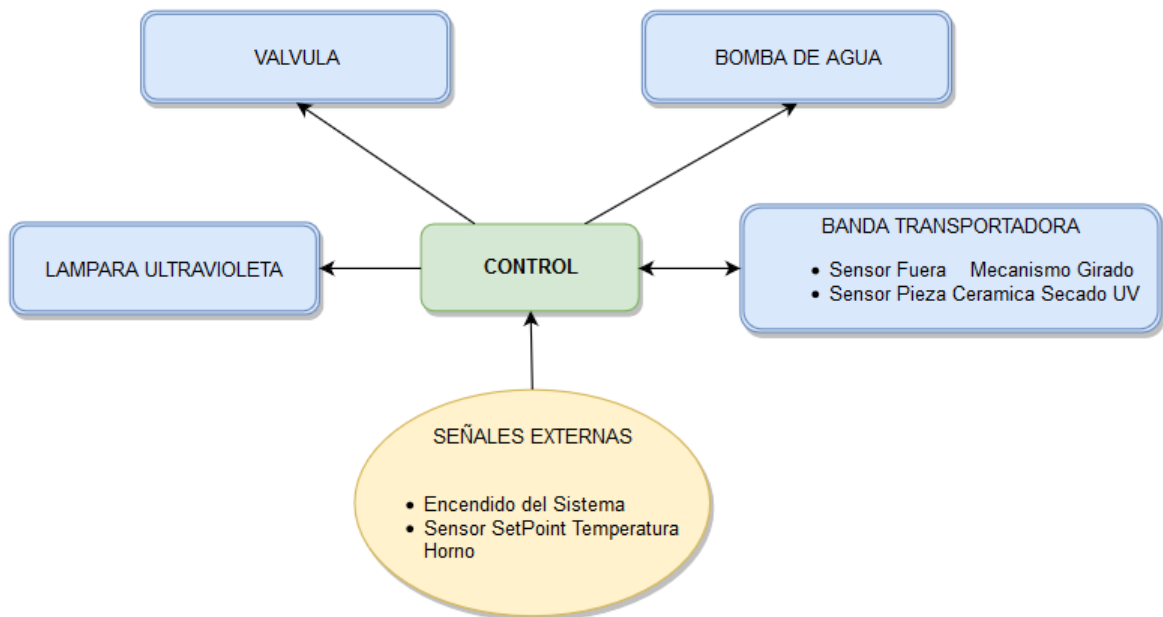 VALVULA
BOMBA DE AGUA
LAMPARA ULTRAVIOLETA
CONTROL
BANDA TRANSPORTADORA
• Sensor Fuera Mecanismo Girado
• Sensor Pieza Ceramica Secado UV
SEÑALES EXTERNAS
• Encendido del Sistema
• Sensor SetPoint Temperatura
Horno